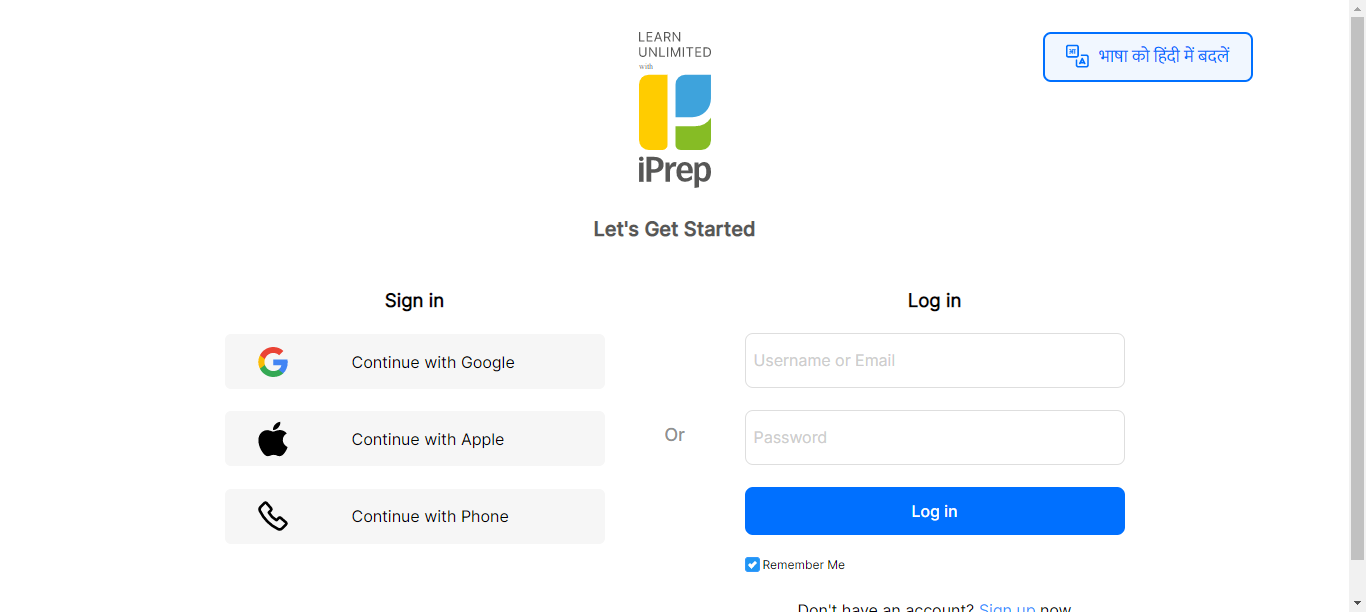 LEARN
UNLIMITED
with
iPrep
भाषा को हिंदी में बदलें
Let's Get Started
Sign in
Continue with Google
Continue with Apple
Continue with Phone
Or
Log in
Username or Email
Password
Log in
Remember Me
Don't have an account? Sign up now